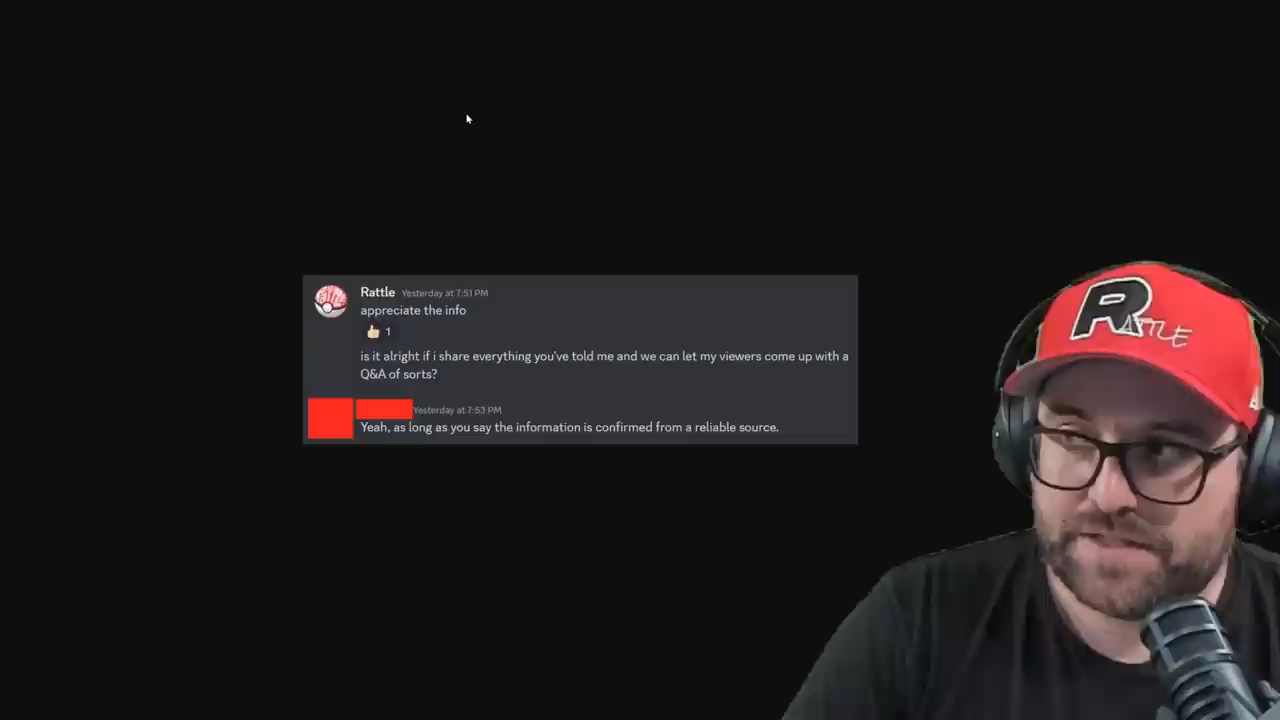 Rattle Yesterday at 7:51 PM
appreciate the info
👍🏻 1
is it alright if i share everything you've told me and we can let my viewers come up with a
Q&A of sorts?
Yesterday at 7:53 PM
Yeah, as long as you say the information is confirmed from a reliable source.
RATTLE